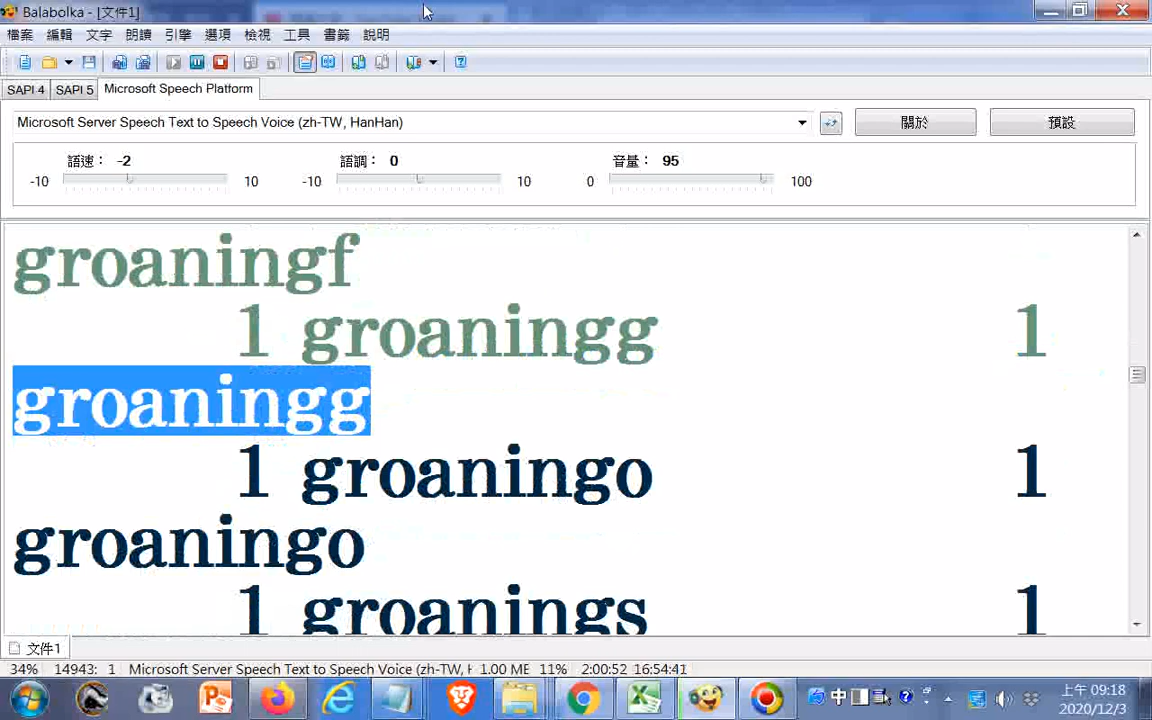 Balabolka - [文件1]
檔案 編輯 文字 朗讀 引擎 選項 檢視 工具 書籤 說明
SAPI 4 SAPI 5 Microsoft Speech Platform
Microsoft Server Speech Text to Speech Voice (zh-TW, HanHan) 關於 預設
語速： -2 語調： 0 音量： 95
-10 10 -10 10 0 100
groaningf
1 groaningg 1
groaningg
1 groaningo 1
groaningo
1 groanings 1
文件1
34% 14943: 1 Microsoft Server Speech Text to Speech Voice (zh-TW, H 1.00 ME 11% 2:00:52 16:54:41
中 上午 09:18
2020/12/3